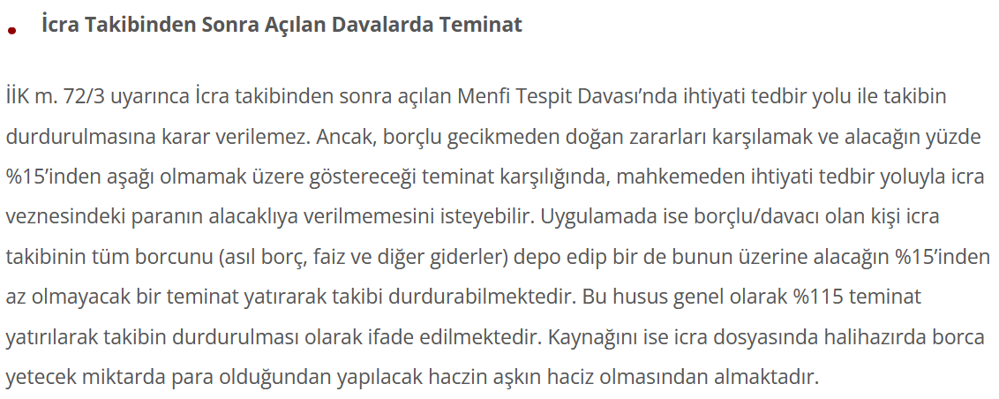 İcra Takibinden Sonra Açılan Davalarda Teminat
İİK m. 72/3 uyarınca İcra takibinden sonra açılan Menfi Tespit Davası’nda ihtiyati tedbir yolu ile takibin
durdurulmasına karar verilemez. Ancak, borçlu gecikmeden doğan zararları karşılamak ve alacağın yüzde
%15’inden aşağı olmamak üzere göstereceği teminat karşılığında, mahkemeden ihtiyati tedbir yoluyla icra
veznesindeki paranın alacaklıya verilmemesini isteyebilir. Uygulamada ise borçlu/davacı olan kişi icra
takibinin tüm borcunu (asıl borç, faiz ve diğer giderler) depo edip bir de bunun üzerine alacağın %15’inden
az olmayacak bir teminat yatırarak takibi durdurabilmektedir. Bu husus genel olarak %115 teminat
yatırılarak takibin durdurulması olarak ifade edilmektedir. Kaynağını ise icra dosyasında halihazırda borca
yetecek miktarda para olduğundan yapılacak haczin aşkın haciz olmasından almaktadır.